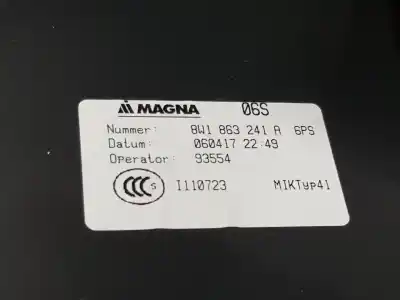 MAGNA 06S
Nummer: 8W1 863 241 A 6PS
Datum: 060417 22:49
Operator: 93554
CCC S I110723 MIKTyp41